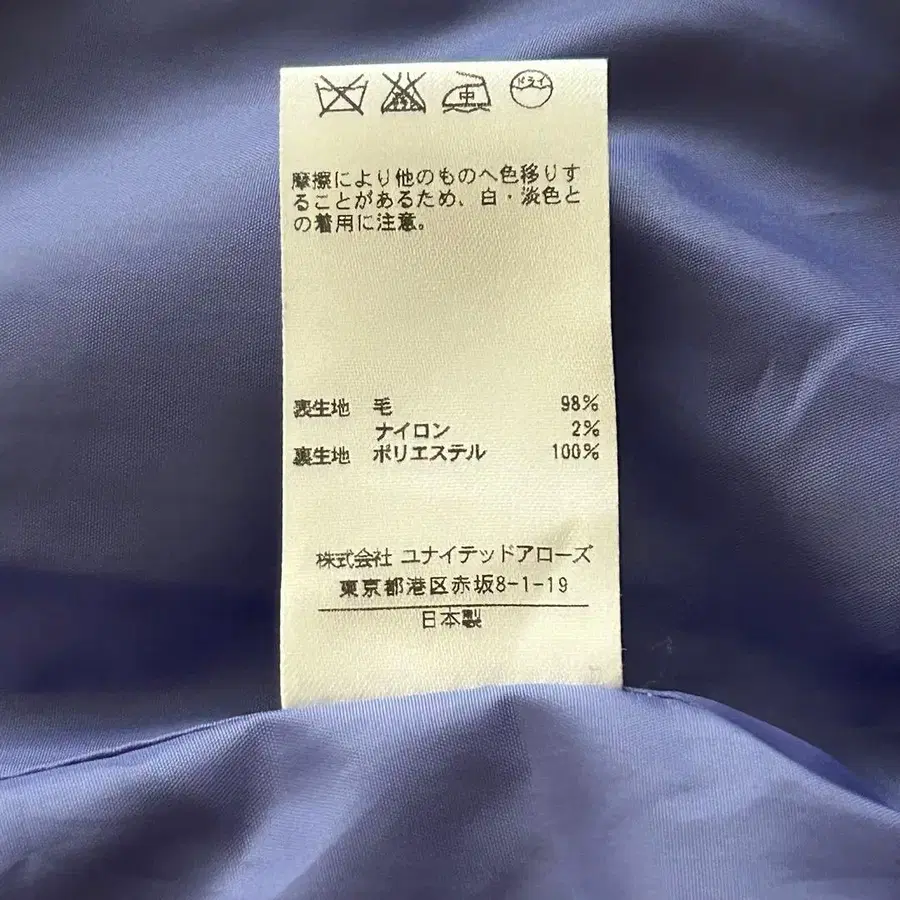 中 ドライ
摩擦により他のものへ色移りす
ることがあるため、白・淡色と
の着用に注意。
表生地 毛 98%
ナイロン 2%
裏生地 ポリエステル 100%
株式会社 ユナイテッドアローズ
東京都港区赤坂8-1-19
日本製